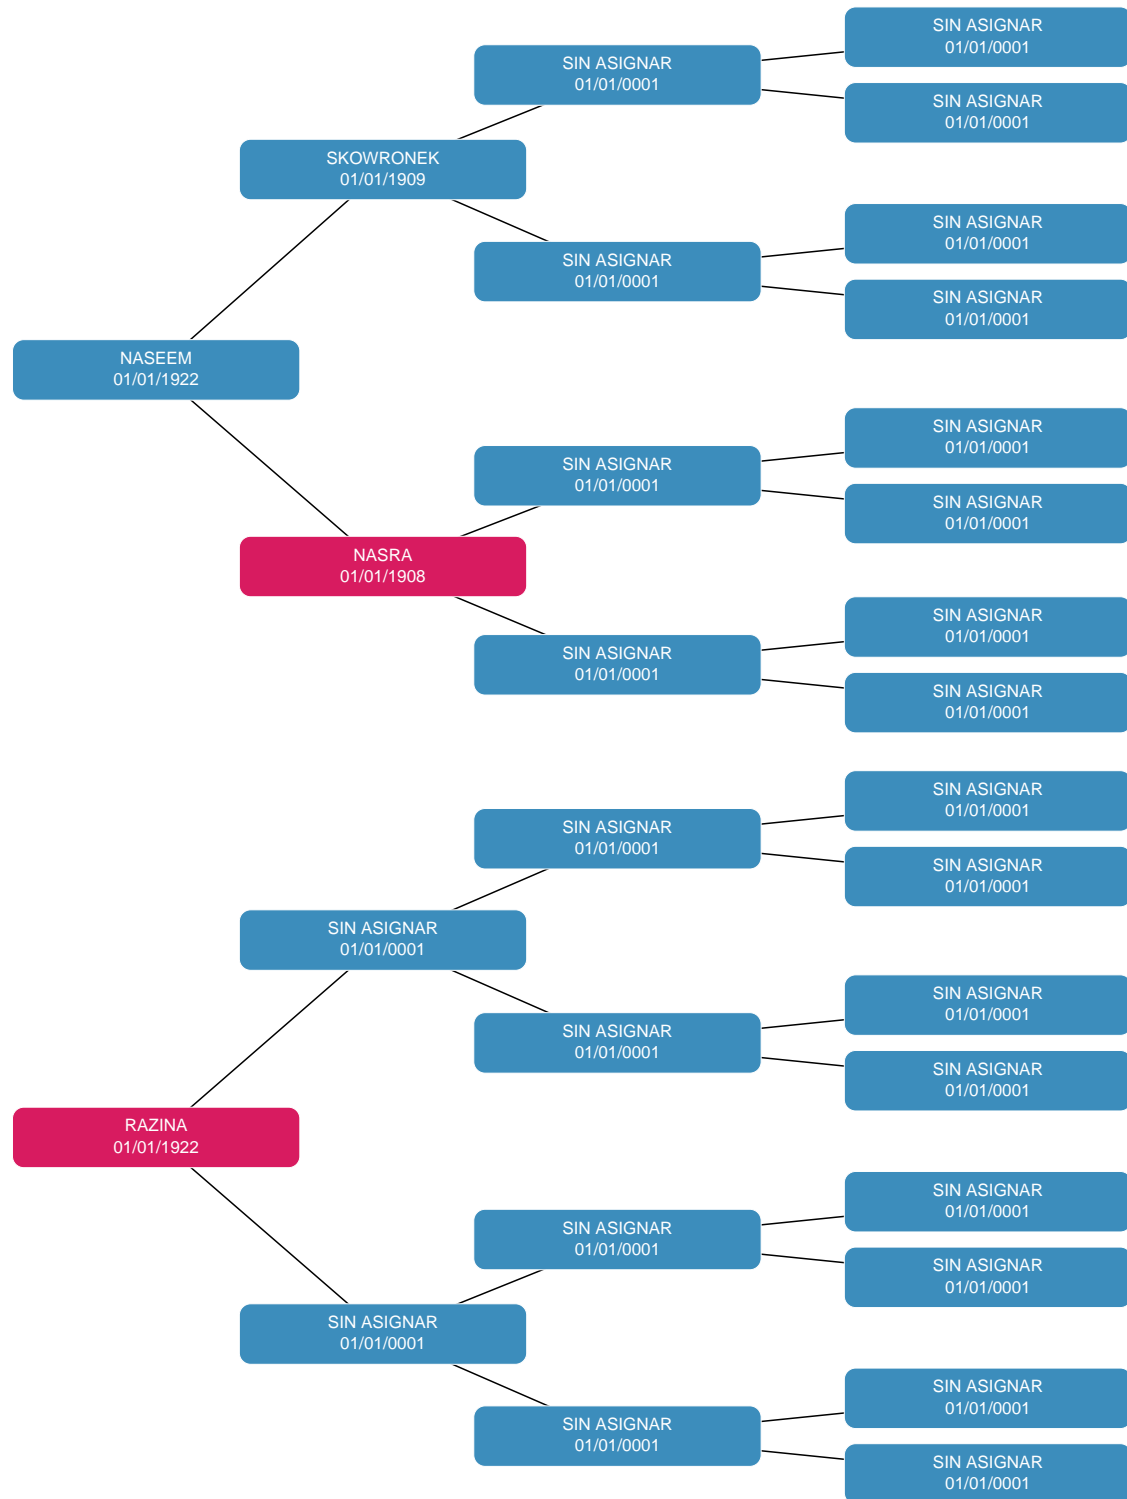 SIN ASIGNAR
01/01/0001
SIN ASIGNAR
01/01/0001
SIN ASIGNAR
01/01/0001
SKOWRONEK
01/01/1909
SIN ASIGNAR
01/01/0001
SIN ASIGNAR
01/01/0001
SIN ASIGNAR
01/01/0001
NASEEM
01/01/1922
SIN ASIGNAR
01/01/0001
SIN ASIGNAR
01/01/0001
SIN ASIGNAR
01/01/0001
NASRA
01/01/1908
SIN ASIGNAR
01/01/0001
SIN ASIGNAR
01/01/0001
SIN ASIGNAR
01/01/0001
SIN ASIGNAR
01/01/0001
SIN ASIGNAR
01/01/0001
SIN ASIGNAR
01/01/0001
SIN ASIGNAR
01/01/0001
SIN ASIGNAR
01/01/0001
SIN ASIGNAR
01/01/0001
SIN ASIGNAR
01/01/0001
RAZINA
01/01/1922
SIN ASIGNAR
01/01/0001
SIN ASIGNAR
01/01/0001
SIN ASIGNAR
01/01/0001
SIN ASIGNAR
01/01/0001
SIN ASIGNAR
01/01/0001
SIN ASIGNAR
01/01/0001
SIN ASIGNAR
01/01/0001